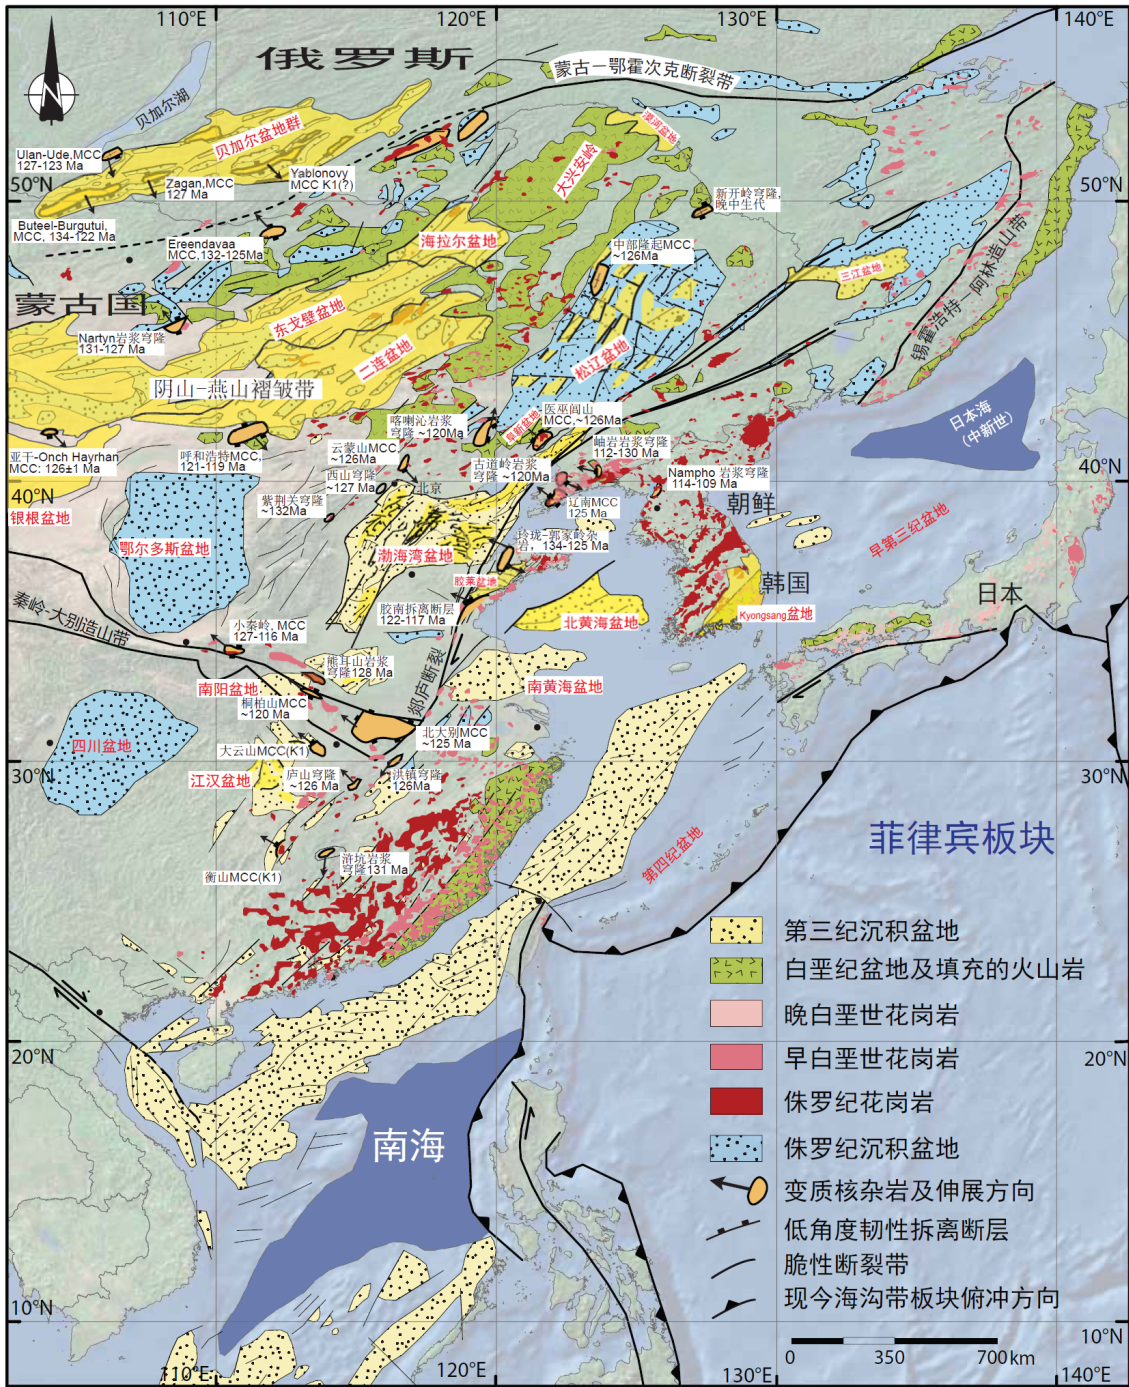 110°E
120°E
130°E
140°E
俄罗斯
蒙古－鄂霍次克断裂带
贝加尔湖
贝加尔盆地群
漠河盆地
大兴安岭
Ulan-Ude,MCC
127-123 Ma
Zagan,MCC
127 Ma
Yablonovy
MCC K1(?)
50°N
50°N
新开岭穹隆,
晚中生代
Buteel-Burgutui,
MCC, 134-122 Ma
Ereendavaa
MCC,132-125Ma
海拉尔盆地
中部隆起MCC,
~126Ma
三江盆地
锡霍浩特
阿林造山带
蒙古国
东戈壁盆地
Nartyn岩浆穹隆
131-127 Ma
二连盆地
松辽盆地
阴山-燕山褶皱带
日本海
(中新世)
喀喇沁岩浆
穹隆 ~120Ma
阜新盆地
医巫闾山
MCC,~126Ma
岫岩岩浆穹隆
112-130 Ma
亚干-Onch Hayrhan
MCC: 126±1 Ma
呼和浩特MCC,
121-119 Ma
云蒙山MCC,
~126Ma
古道岭岩浆
穹隆 ~120Ma
Nampho 岩浆穹隆
114-109 Ma
40°N
40°N
西山穹隆
~127 Ma
北京
辽南MCC
125 Ma
朝鲜
紫荆关穹隆
~132Ma
银根盆地
鄂尔多斯盆地
渤海湾盆地
玲珑-郭家岭杂
岩，134-125 Ma
早第三纪盆地
胶莱盆地
韩国
日本
秦岭-大别造山带
小秦岭, MCC
127-116 Ma
胶南拆离断层
122-117 Ma
北黄海盆地
Kyongsang盆地
熊耳山岩浆
穹隆128 Ma
郯庐断裂
南阳盆地
南黄海盆地
桐柏山MCC
~120 Ma
北大别MCC
~125 Ma
四川盆地
大云山MCC(K1)
30°N
30°N
江汉盆地
庐山穹隆
~126 Ma
洪镇穹隆
126Ma
菲律宾板块
第四纪盆地
浒坑岩浆
穹隆131 Ma
衡山MCC(K1)
第三纪沉积盆地
白垩纪盆地及填充的火山岩
晚白垩世花岗岩
早白垩世花岗岩
侏罗纪花岗岩
侏罗纪沉积盆地
变质核杂岩及伸展方向
低角度韧性拆离断层
脆性断裂带
现今海沟带板块俯冲方向
20°N
20°N
南海
10°N
10°N
0
350
700km
110°E
120°E
130°E
140°E